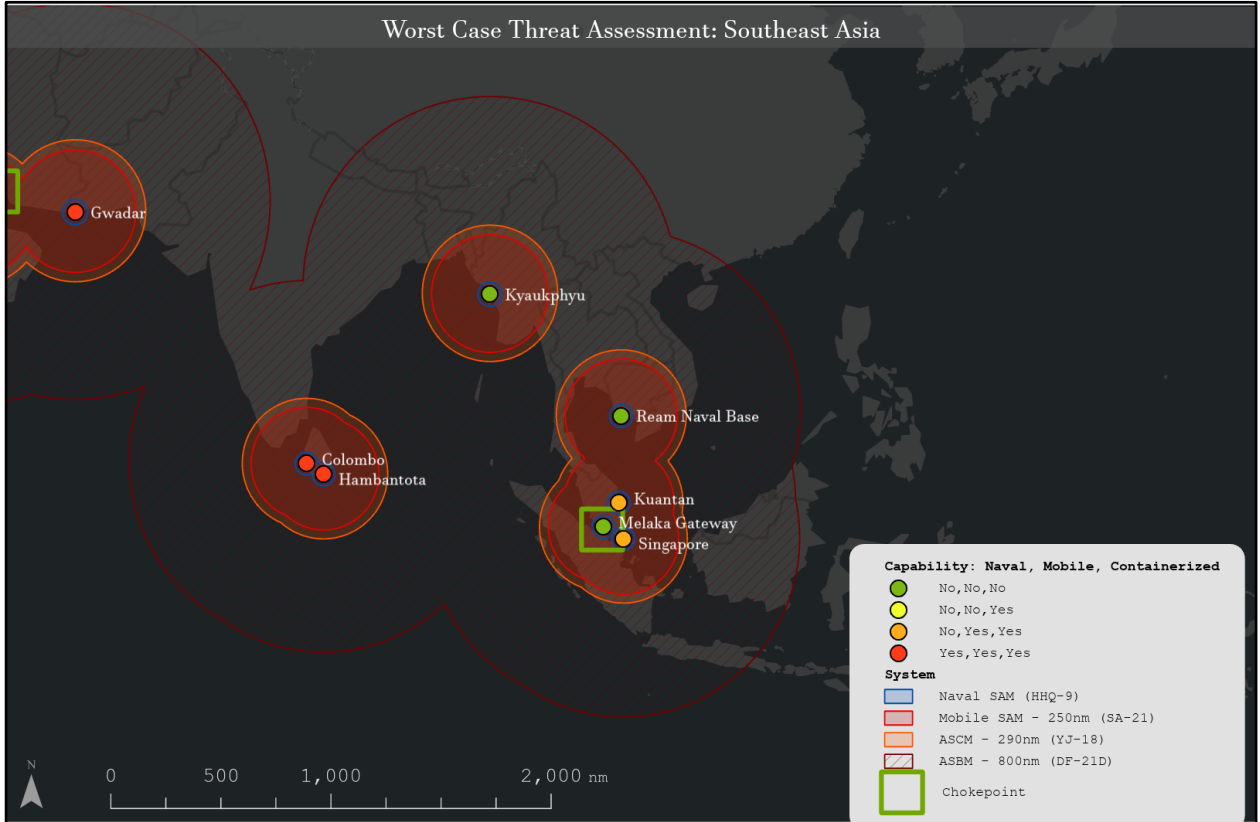 Worst Case Threat Assessment: Southeast Asia
Gwadar
Kyaukphyu
Ream Naval Base
Colombo
Hambantota
Kuantan
Melaka Gateway
Singapore
N
0 500 1,000 2,000 nm
Capability: Naval, Mobile, Containerized
No,No,No
No,No,Yes
No,Yes,Yes
Yes,Yes,Yes
System
Naval SAM (HHQ-9)
Mobile SAM - 250nm (SA-21)
ASCM - 290nm (YJ-18)
ASBM - 800nm (DF-21D)
Chokepoint